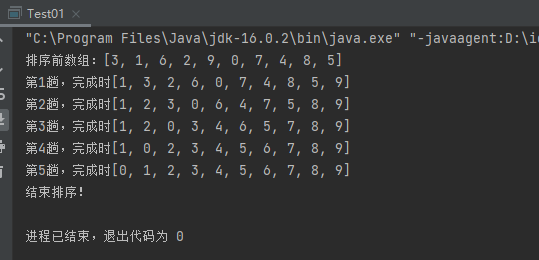 Test01
"C:\Program Files\Java\jdk-16.0.2\bin\java.exe" "-javaagent:D:\i
排序前数组：[3, 1, 6, 2, 9, 0, 7, 4, 8, 5]
第1趟，完成时[1, 3, 2, 6, 0, 7, 4, 8, 5, 9]
第2趟，完成时[1, 2, 3, 0, 6, 4, 7, 5, 8, 9]
第3趟，完成时[1, 2, 0, 3, 4, 6, 5, 7, 8, 9]
第4趟，完成时[1, 0, 2, 3, 4, 5, 6, 7, 8, 9]
第5趟，完成时[0, 1, 2, 3, 4, 5, 6, 7, 8, 9]
结束排序！
进程已结束，退出代码为 0